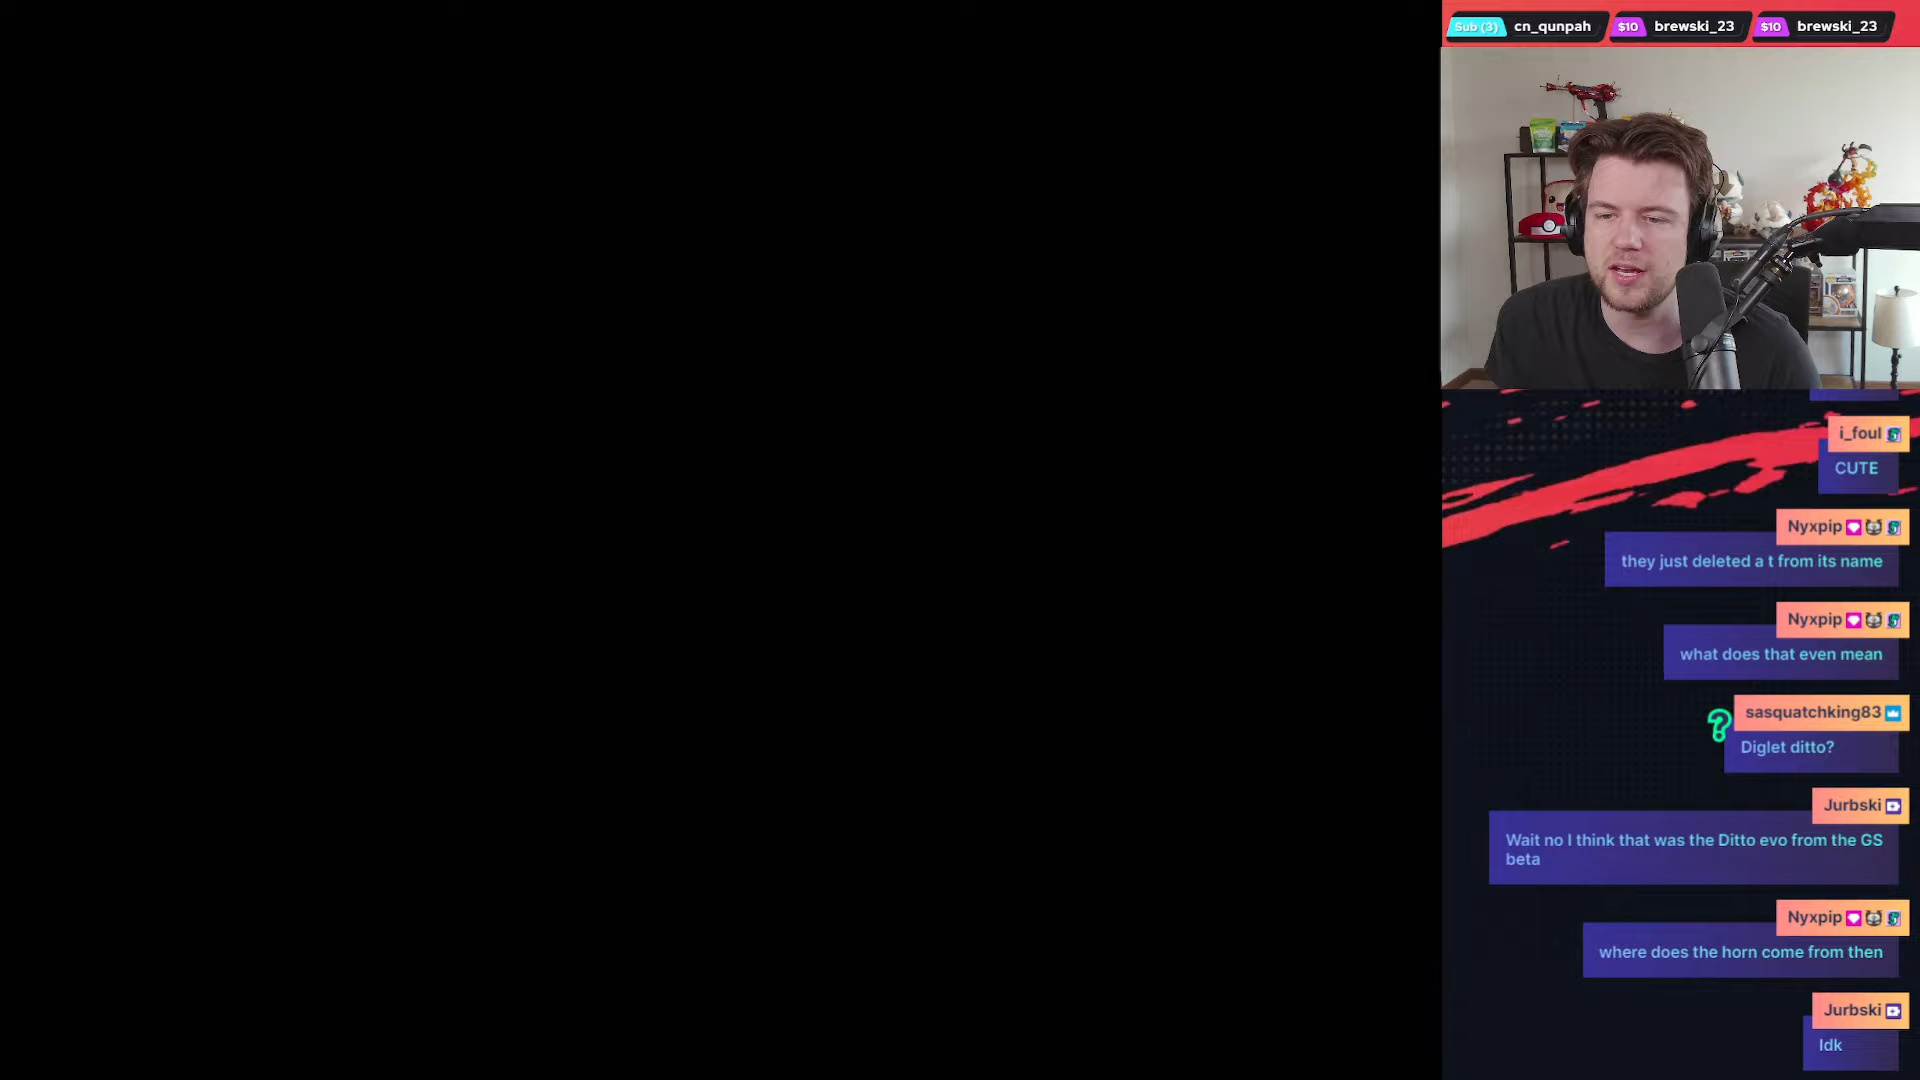 Sub (3) cn_qunpah $10 brewski_23 $10 brewski_23
i_foul
CUTE
Nyxpip
they just deleted a t from its name
Nyxpip
what does that even mean
sasquatchking83
? Diglet ditto?
Jurbski
Wait no I think that was the Ditto evo from the GS
beta
Nyxpip
where does the horn come from then
Jurbski
Idk